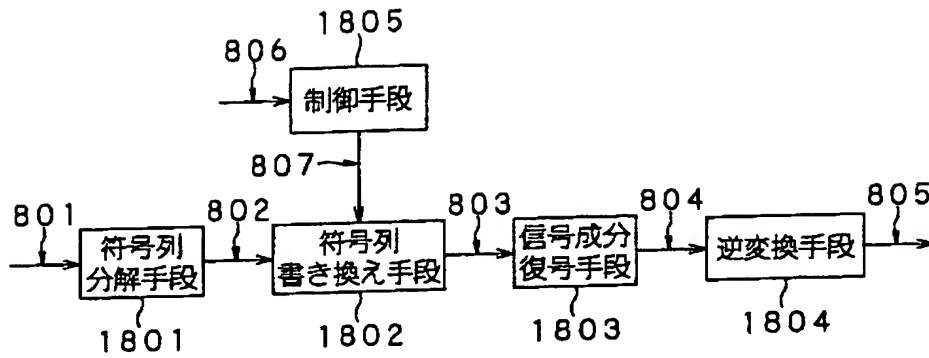 1805
806
制御手段
807
801
802
803
804
805
符号列
分解手段
符号列
書き換え手段
信号成分
復号手段
逆変換手段
1801
1802
1803
1804